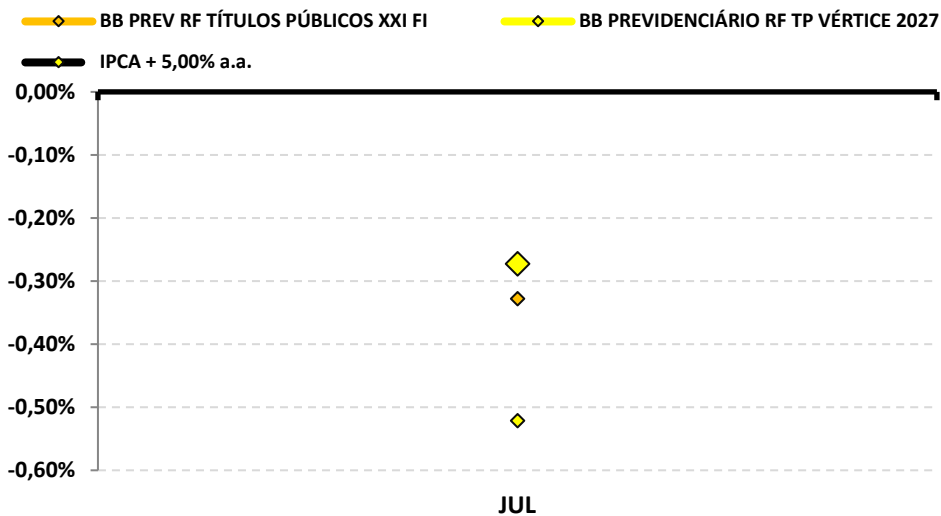 BB PREV RF TÍTULOS PÚBLICOS XXI FI
BB PREVIDENCIÁRIO RF TP VÉRTICE 2027
IPCA + 5,00% a.a.
0,00%
-0,10%
-0,20%
-0,30%
-0,40%
-0,50%
-0,60%
JUL